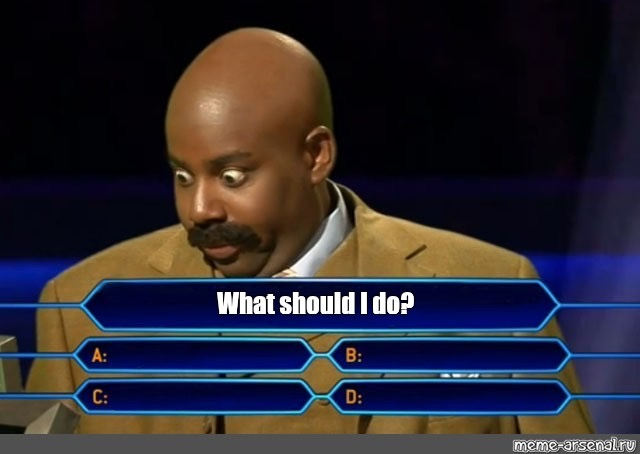 What should I do?
A:
B:
C:
D:
meme-arsenal.ru